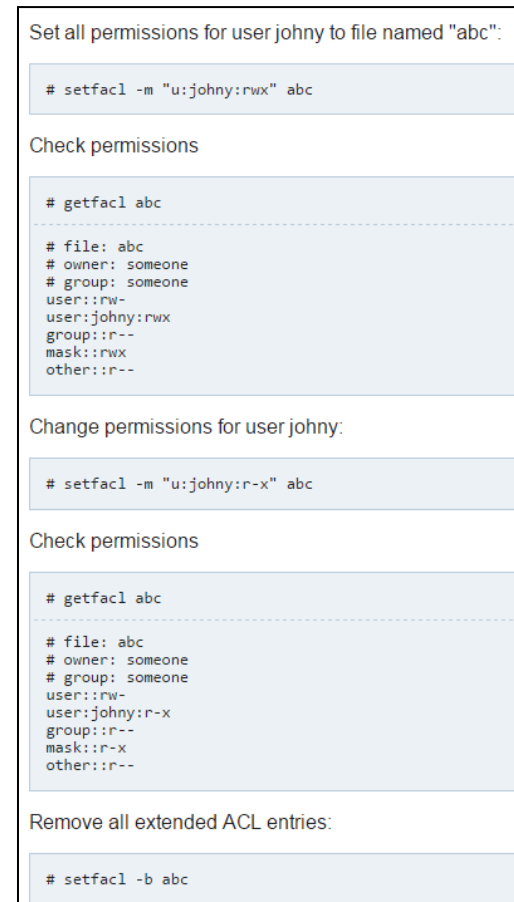 Set all permissions for user johny to file named "abc":
# setfacl -m "u:johny:rwx" abc
Check permissions
# getfacl abc
# file: abc
# owner: someone
# group: someone
user::rw-
user:johny:rwx
group::r--
mask::rwx
other::r--
Change permissions for user johny:
# setfacl -m "u:johny:r-x" abc
Check permissions
# getfacl abc
# file: abc
# owner: someone
# group: someone
user::rw-
user:johny:r-x
group::r--
mask::r-x
other::r--
Remove all extended ACL entries:
# setfacl -b abc